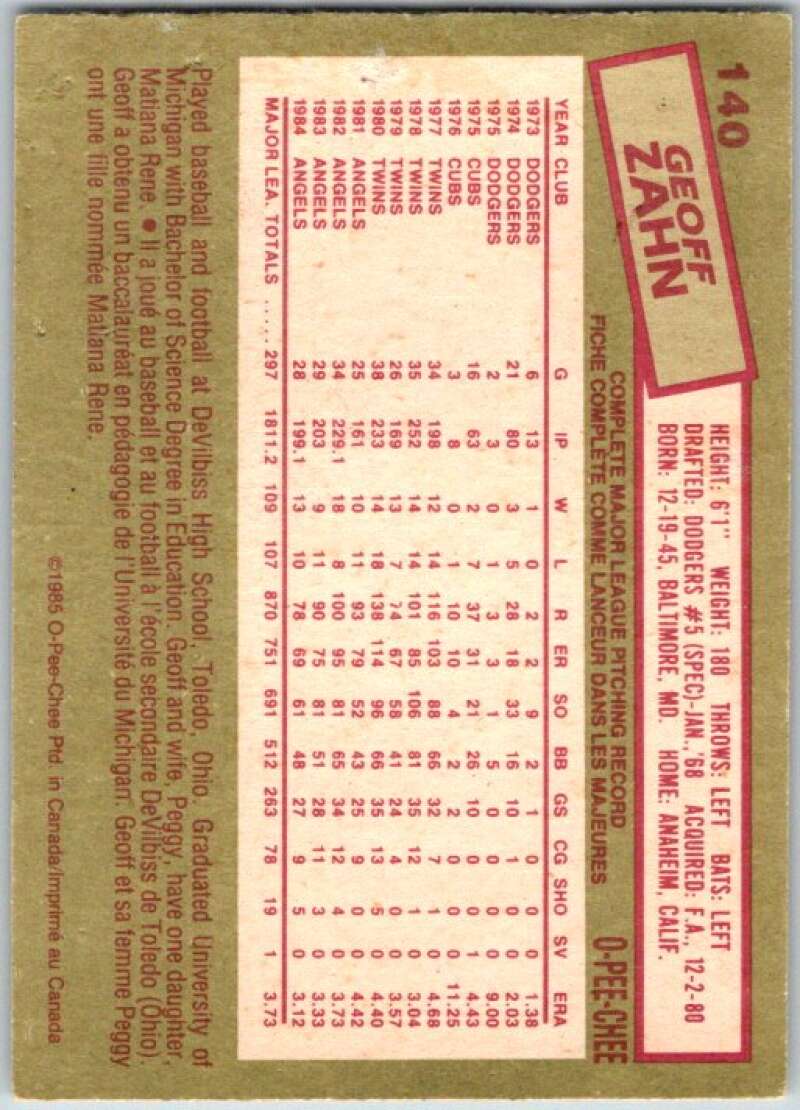 140
GEOFF
ZAHN
HEIGHT: 6'1" WEIGHT: 180 THROWS: LEFT BATS: LEFT
DRAFTED: DODGERS #5 (SPEC)-JAN.,'68 ACQUIRED: F.A., 12-2-80
BORN: 12-19-45, BALTIMORE, MD. HOME: ANAHEIM, CALIF.
COMPLETE MAJOR LEAGUE PITCHING RECORD
FICHE COMPLETE COMME LANCEUR DANS LES MAJEURES
O-PEE-CHEE
YEAR CLUB G IP W L R ER SO BB GS CG SHO SV ERA
1973 DODGERS 6 13 1 0 2 2 9 2 1 0 0 0 1.38
1974 DODGERS 21 80 3 5 28 18 33 16 10 1 0 0 2.03
1975 DODGERS 2 3 0 1 3 3 1 5 0 0 0 0 9.00
1975 CUBS 16 63 2 7 37 31 21 26 10 0 0 1 4.43
1976 CUBS 3 8 0 1 10 10 4 2 2 0 0 0 11.25
1977 TWINS 34 198 12 14 116 103 88 66 32 7 1 0 4.68
1978 TWINS 35 252 14 14 101 85 106 81 35 12 1 0 3.04
1979 TWINS 26 169 13 7 74 67 58 41 24 4 0 0 3.57
1980 TWINS 38 233 14 18 138 114 96 66 35 13 5 0 4.40
1981 ANGELS 25 161 10 11 93 79 52 43 25 9 0 0 4.42
1982 ANGELS 34 229.1 18 8 100 95 81 65 34 12 4 0 3.73
1983 ANGELS 29 203 9 11 90 75 81 51 28 11 3 0 3.33
1984 ANGELS 28 199.1 13 10 78 69 61 48 27 9 5 0 3.12
MAJOR LEA. TOTALS ..... 297 1811.2 109 107 870 751 691 512 263 78 19 1 3.73
Played baseball and football at DeVilbiss High School, Toledo, Ohio. Graduated University of
Michigan with Bachelor of Science Degree in Education. Geoff and wife, Peggy, have one daughter,
Matiana Rene. • Il a joué au baseball et au football à l'école secondaire DeVilbiss de Toledo (Ohio).
Geoff a obtenu un baccalauréat en pédagogie de l'Université du Michigan. Geoff et sa femme Peggy
ont une fille nommée Matiana Rene.
©1985 O-Pee-Chee Ptd. in Canada/Imprimé au Canada